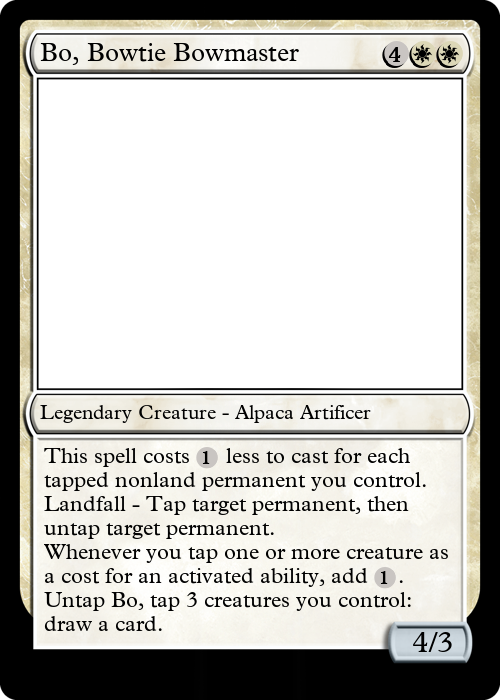 Bo, Bowtie Bowmaster 4
Legendary Creature - Alpaca Artificer
This spell costs 1 less to cast for each
tapped nonland permanent you control.
Landfall - Tap target permanent, then
untap target permanent.
Whenever you tap one or more creature as
a cost for an activated ability, add 1.
Untap Bo, tap 3 creatures you control:
draw a card.
4/3